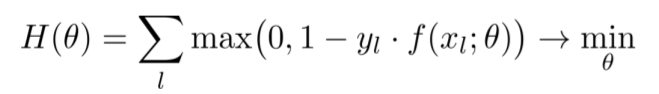 H(θ) = ∑_l max(0, 1 − y_l · f(x_l; θ)) → min_θ